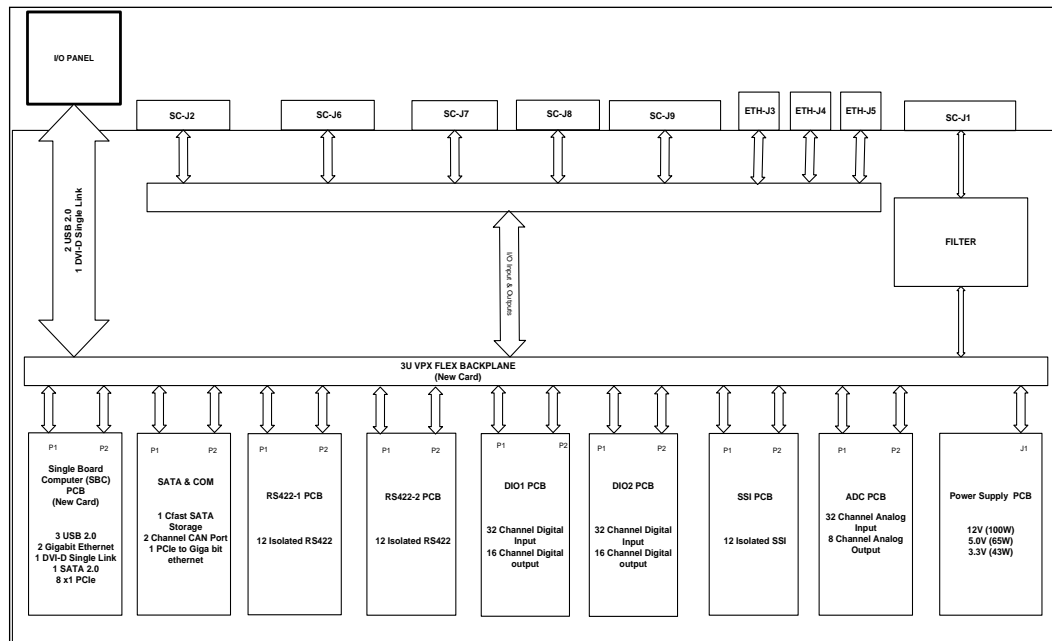 I/O PANEL
SC-J2
SC-J6
SC-J7
SC-J8
SC-J9
ETH-J3
ETH-J4
ETH-J5
SC-J1
2 USB 2.0
1 DVI-D Single Link
I/O Input & Outputs
FILTER
3U VPX FLEX BACKPLANE
(New Card)
P1 P2
Single Board
Computer (SBC)
PCB
(New Card)
3 USB 2.0
2 Gigabit Ethernet
1 DVI-D Single Link
1 SATA 2.0
8 x1 PCIe
P1 P2
SATA & COM
1 Cfast SATA
Storage
2 Channel CAN Port
1 PCIe to Giga bit
ethernet
P1 P2
RS422-1 PCB
12 Isolated RS422
P1 P2
RS422-2 PCB
12 Isolated RS422
P1 P2
DIO1 PCB
32 Channel Digital
Input
16 Channel Digital
output
P1 P2
DIO2 PCB
32 Channel Digital
Input
16 Channel Digital
output
P1 P2
SSI PCB
12 Isolated SSI
P1 P2
ADC PCB
32 Channel Analog
Input
8 Channel Analog
Output
J1
Power Supply PCB
12V (100W)
5.0V (65W)
3.3V (43W)